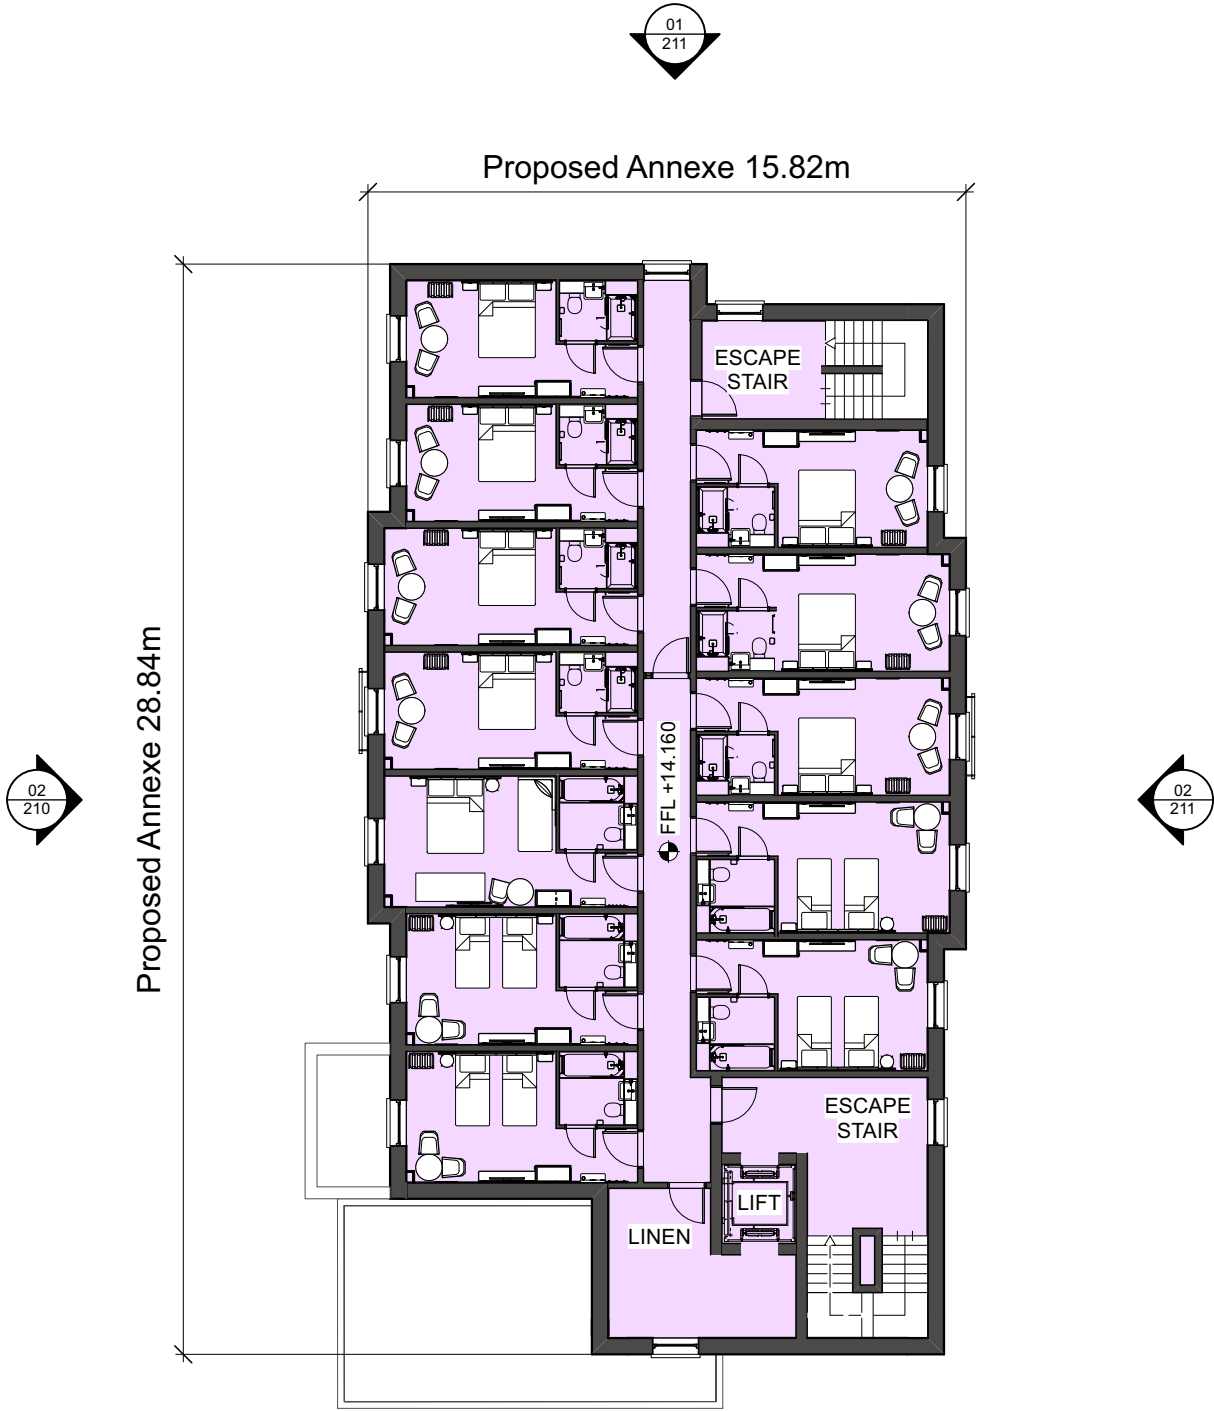 01
211
Proposed Annexe 15.82m
ESCAPE
STAIR
Proposed Annexe 28.84m
FFL +14.160
02
210
02
211
ESCAPE
STAIR
LIFT
LINEN